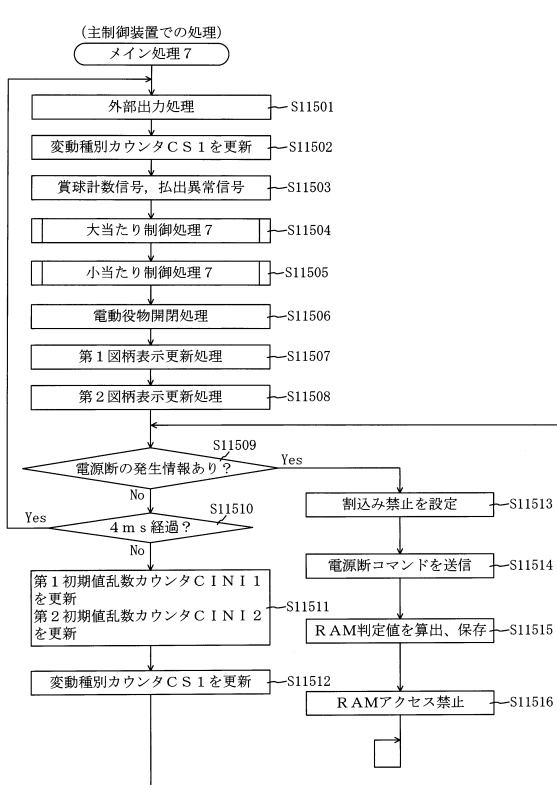 (主制御装置での処理)
メイン処理７
外部出力処理
S11501
変動種別カウンタＣＳ１を更新
S11502
賞球計数信号，払出異常信号
S11503
大当たり制御処理７
S11504
小当たり制御処理７
S11505
電動役物開閉処理
S11506
第１図柄表示更新処理
S11507
第２図柄表示更新処理
S11508
S11509
電源断の発生情報あり？
Yes
No
S11510
Yes
４ｍｓ経過？
No
第１初期値乱数カウンタＣＩＮＩ１
を更新
第２初期値乱数カウンタＣＩＮＩ２
を更新
S11511
変動種別カウンタＣＳ１を更新
S11512
割込み禁止を設定
S11513
電源断コマンドを送信
S11514
ＲＡＭ判定値を算出、保存
S11515
ＲＡＭアクセス禁止
S11516